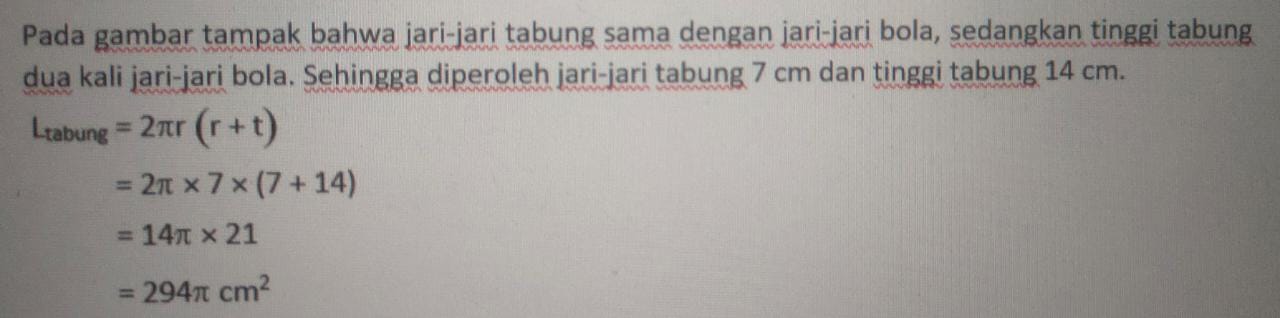 Pada gambar tampak bahwa jari-jari tabung sama dengan jari-jari bola, sedangkan tinggi tabung
dua kali jari-jari bola. Sehingga diperoleh jari-jari tabung 7 cm dan tinggi tabung 14 cm.
Ltabung = 2πr (r + t)
= 2π × 7 × (7 + 14)
= 14π × 21
= 294π cm²